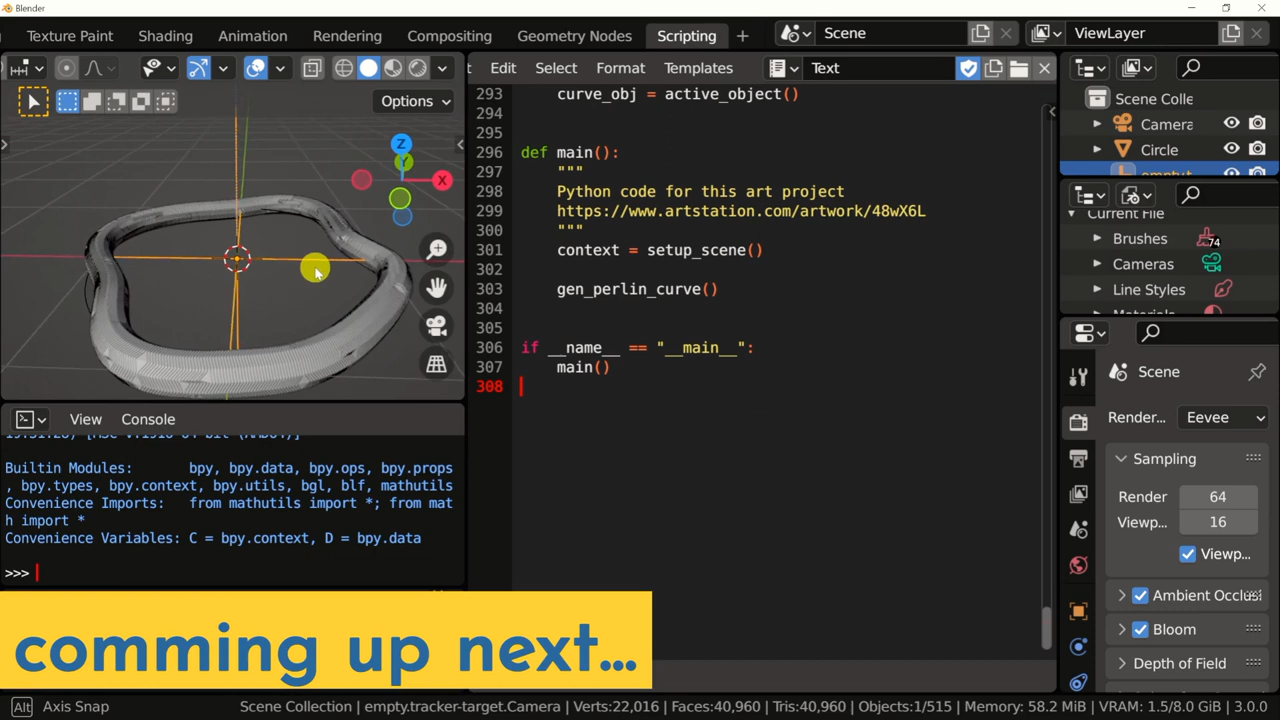 Blender
Texture Paint Shading Animation Rendering Compositing Geometry Nodes Scripting + Scene ViewLayer
Edit Select Format Templates Text
Options
293 curve_obj = active_object()
294
295
296 def main():
297 """
298 Python code for this art project
299 https://www.artstation.com/artwork/48wX6L
300 """
301 context = setup_scene()
302
303 gen_perlin_curve()
304
305
306 if __name__ == "__main__":
307 main()
308
Z
Y
X
View Console
Builtin Modules: bpy, bpy.data, bpy.ops, bpy.props
, bpy.types, bpy.context, bpy.utils, bgl, blf, mathutils
Convenience Imports: from mathutils import *; from mat
h import *
Convenience Variables: C = bpy.context, D = bpy.data
>>>
comming up next...
Scene Colle
Camera
Circle
Current File
Brushes 74
Cameras
Line Styles
Scene
Render... Eevee
Sampling
Render 64
Viewp... 16
Viewp...
Ambient Occlus
Bloom
Depth of Field
Alt Axis Snap Scene Collection | empty.tracker-target.Camera | Verts:22,016 | Faces:40,960 | Tris:40,960 | Objects:1/515 | Memory: 58.2 MiB | VRAM: 1.5/8.0 GiB | 3.0.0